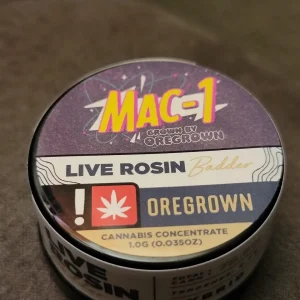 MAC-1
GROWN BY
OREGROWN
LIVE ROSIN Badder
! OREGROWN
CANNABIS CONCENTRATE
1.0G (0.035OZ)
LIVE
ROSIN